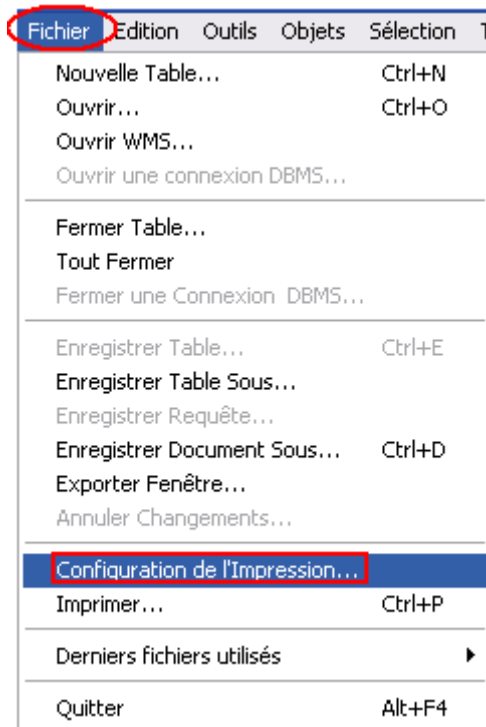 Fichier Edition Outils Objets Sélection
Nouvelle Table... Ctrl+N
Ouvrir... Ctrl+O
Ouvrir WMS...
Ouvrir une connexion DBMS...
Fermer Table...
Tout Fermer
Fermer une Connexion DBMS...
Enregistrer Table... Ctrl+E
Enregistrer Table Sous...
Enregistrer Requête...
Enregistrer Document Sous... Ctrl+D
Exporter Fenêtre...
Annuler Changements...
Configuration de l'Impression...
Imprimer... Ctrl+P
Derniers fichiers utilisés
Quitter Alt+F4